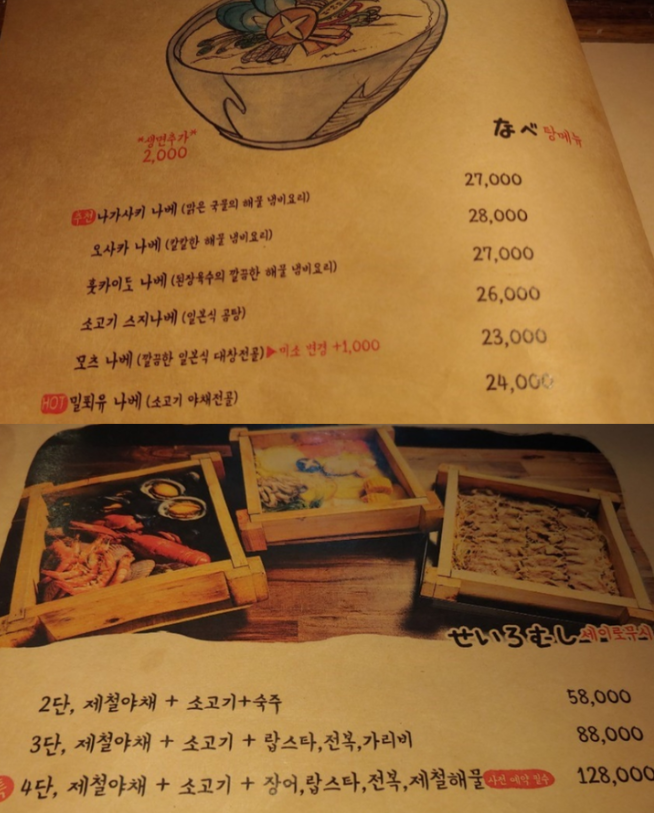 "생면추가"
2,000
なべ 탕메뉴
추천 나가사키 나베 (맑은 국물의 해물 냄비요리) 27,000
오사카 나베 (칼칼한 해물 냄비요리) 28,000
홋카이도 나베 (된장육수의 깔끔한 해물 냄비요리) 27,000
소고기 스지나베 (일본식 곰탕) 26,000
모츠 나베 (깔끔한 일본식 대창전골) ▶미소 변경 +1,000 23,000
HOT 밀푀유 나베 (소고기 야채전골) 24,000
せいろむし 세이로무시
2단, 제철야채 + 소고기+숙주 58,000
3단, 제철야채 + 소고기 + 랍스타,전복,가리비 88,000
특 4단, 제철야채 + 소고기 + 장어,랍스타,전복,제철해물 사전 예약 필수 128,000